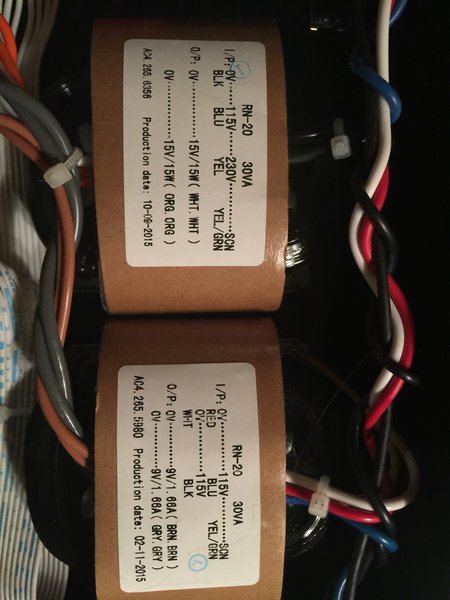 RN-20 30VA
I/P: 0V.....115V......230V..........SCN
BLK BLU YEL YEL/GRN
O/P: 0V...............15V/15W( WHT.WHT )
0V...............15V/15W( ORG.ORG )
AC4.265.6356 Production date: 10-09-2015
RN-20 30VA
I/P: 0V..........115V..........SCN
RED BLU YEL/GRN
0V..........115V
WHT BLK
O/P: 0V..........9V/1.66A( BRN.BRN )
0V..........9V/1.66A( GRY.GRY )
AC4.265.5980 Production date: 02-11-2015